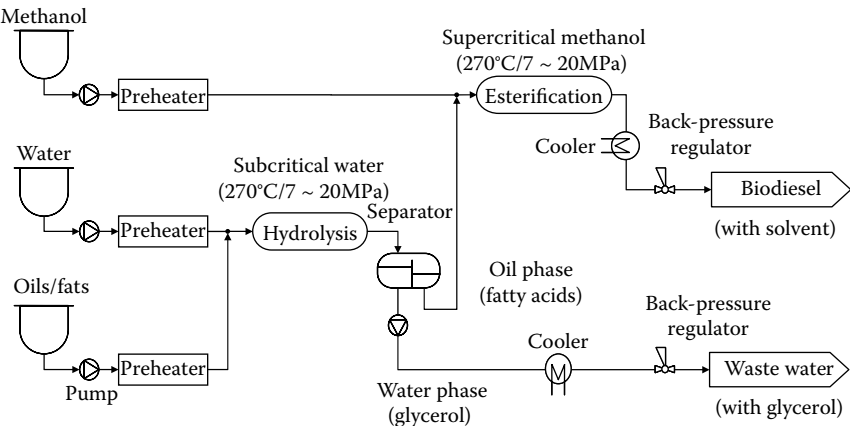 Methanol
Preheater
Supercritical methanol
(270°C/7 ~ 20MPa)
Esterification
Cooler
Back-pressure
regulator
Biodiesel
(with solvent)
Water
Preheater
Subcritical water
(270°C/7 ~ 20MPa)
Hydrolysis
Separator
Oil phase
(fatty acids)
Oils/fats
Pump
Preheater
Water phase
(glycerol)
Cooler
Back-pressure
regulator
Waste water
(with glycerol)